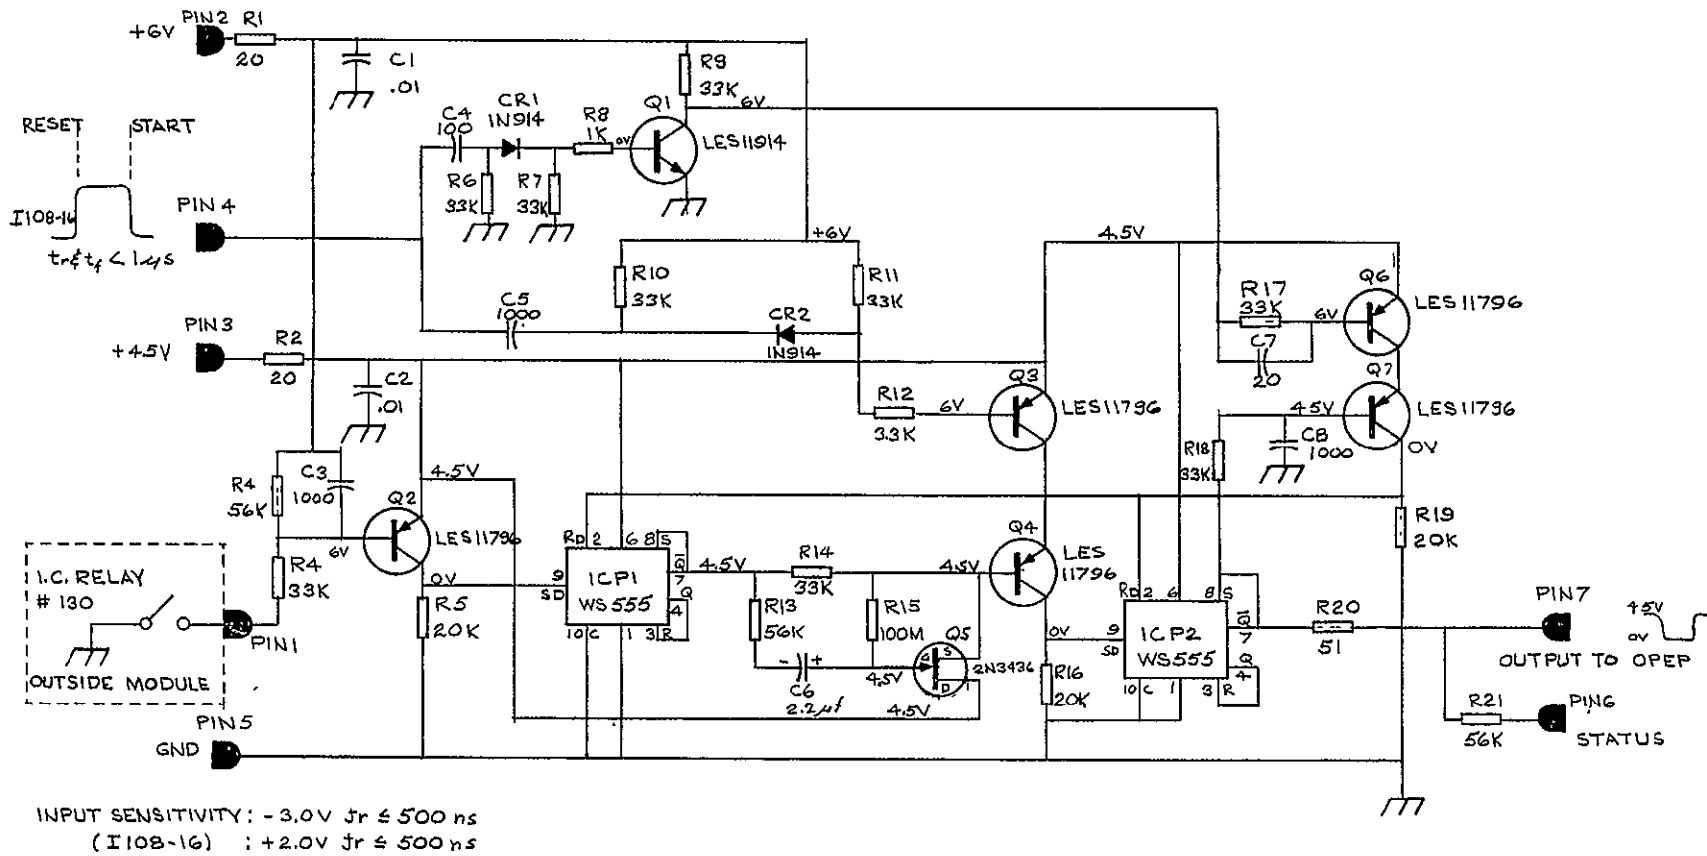 PIN2
R1
+6V
20
C1
.01
R9
33K
6V
Q1
LES11914
C4
100
CR1
1N914
R8
1K
0V
R6
33K
R7
33K
RESET
START
I108-16
tr & tf < 1μs
PIN 4
+6V
R10
33K
R11
33K
C5
1000
CR2
1N914
4.5V
Q6
LES11796
R17
33K
6V
C7
20
PIN3
+4.5V
R2
20
C2
.01
Q3
LES11796
R12
3.3K
6V
Q7
LES11796
4.5V
C8
1000
0V
R18
33K
R4
56K
C3
1000
4.5V
Q2
LES11796
6V
0V
R4
33K
R5
20K
I.C. RELAY
# 130
PIN1
OUTSIDE MODULE
RD 2 6 8 S
9
SD
ICP1
WS555
Q̅
7
Q
4
10 C 1 3 R
4.5V
R14
33K
4.5V
R13
56K
R15
100M
- +
C6
2.2μf
4.5V
4.5V
Q5
G S
D
2N3436
Q4
LES
11796
0V
R16
20K
R19
20K
RD 2 6 8 S
9
SD
ICP2
WS555
Q̅
7
Q
4
10 C 1 3 R
R20
51
PIN7
4.5V
0V
OUTPUT TO OPEP
R21
56K
PIN6
STATUS
PIN5
GND
INPUT SENSITIVITY: -3.0V tr ≤ 500 ns
(I108-16) ; +2.0V tr ≤ 500 ns